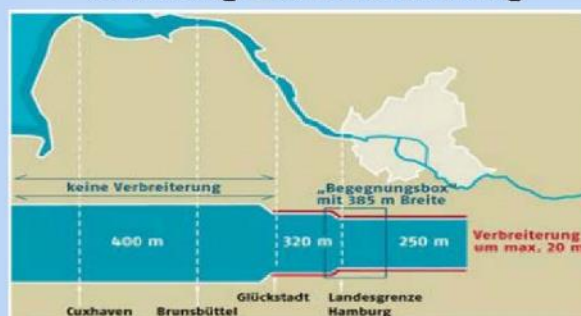 keine Verbreiterung
„Begegnungsbox"
mit 385 m Breite
400 m
320 m
250 m
Verbreiterung
um max. 20 m
Glückstadt
Landesgrenze
Hamburg
Cuxhaven
Brunsbüttel